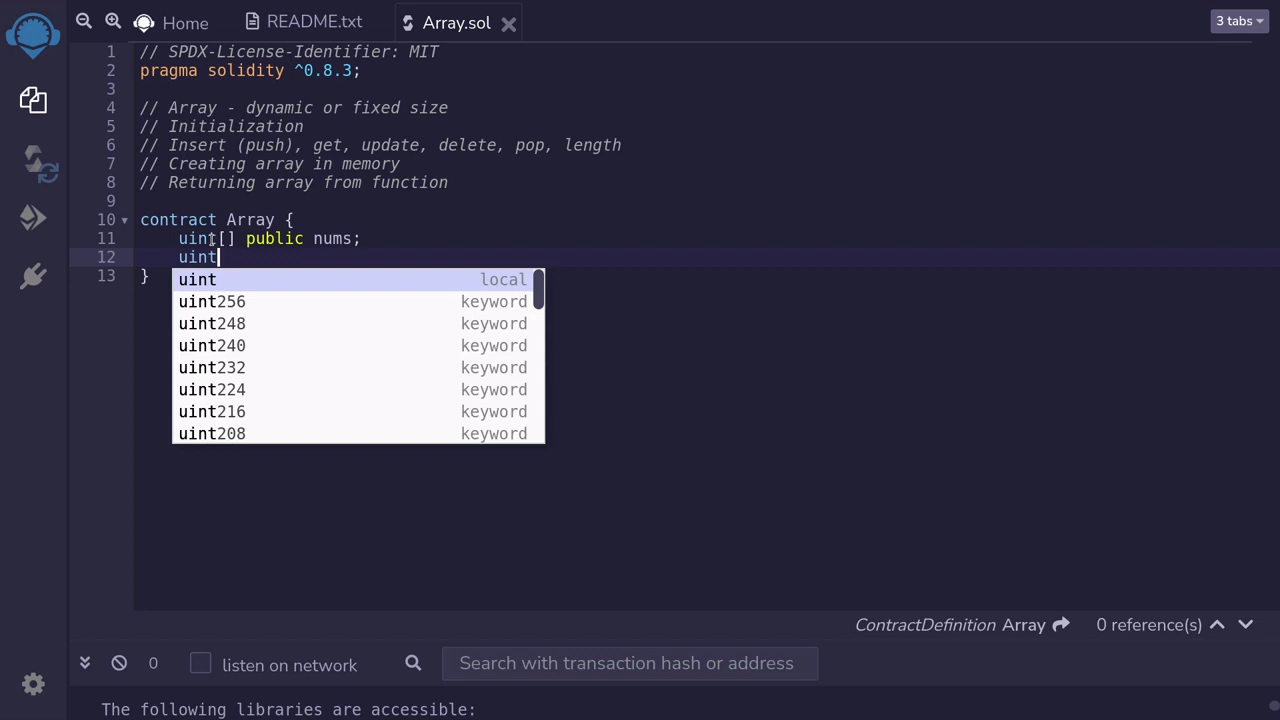 Home README.txt Array.sol 3 tabs
1 // SPDX-License-Identifier: MIT
2 pragma solidity ^0.8.3;
3
4 // Array - dynamic or fixed size
5 // Initialization
6 // Insert (push), get, update, delete, pop, length
7 // Creating array in memory
8 // Returning array from function
9
10 contract Array {
11 uint[] public nums;
12 uint
13 }
uint local
uint256 keyword
uint248 keyword
uint240 keyword
uint232 keyword
uint224 keyword
uint216 keyword
uint208 keyword
ContractDefinition Array 0 reference(s)
0 listen on network Search with transaction hash or address
The following libraries are accessible: